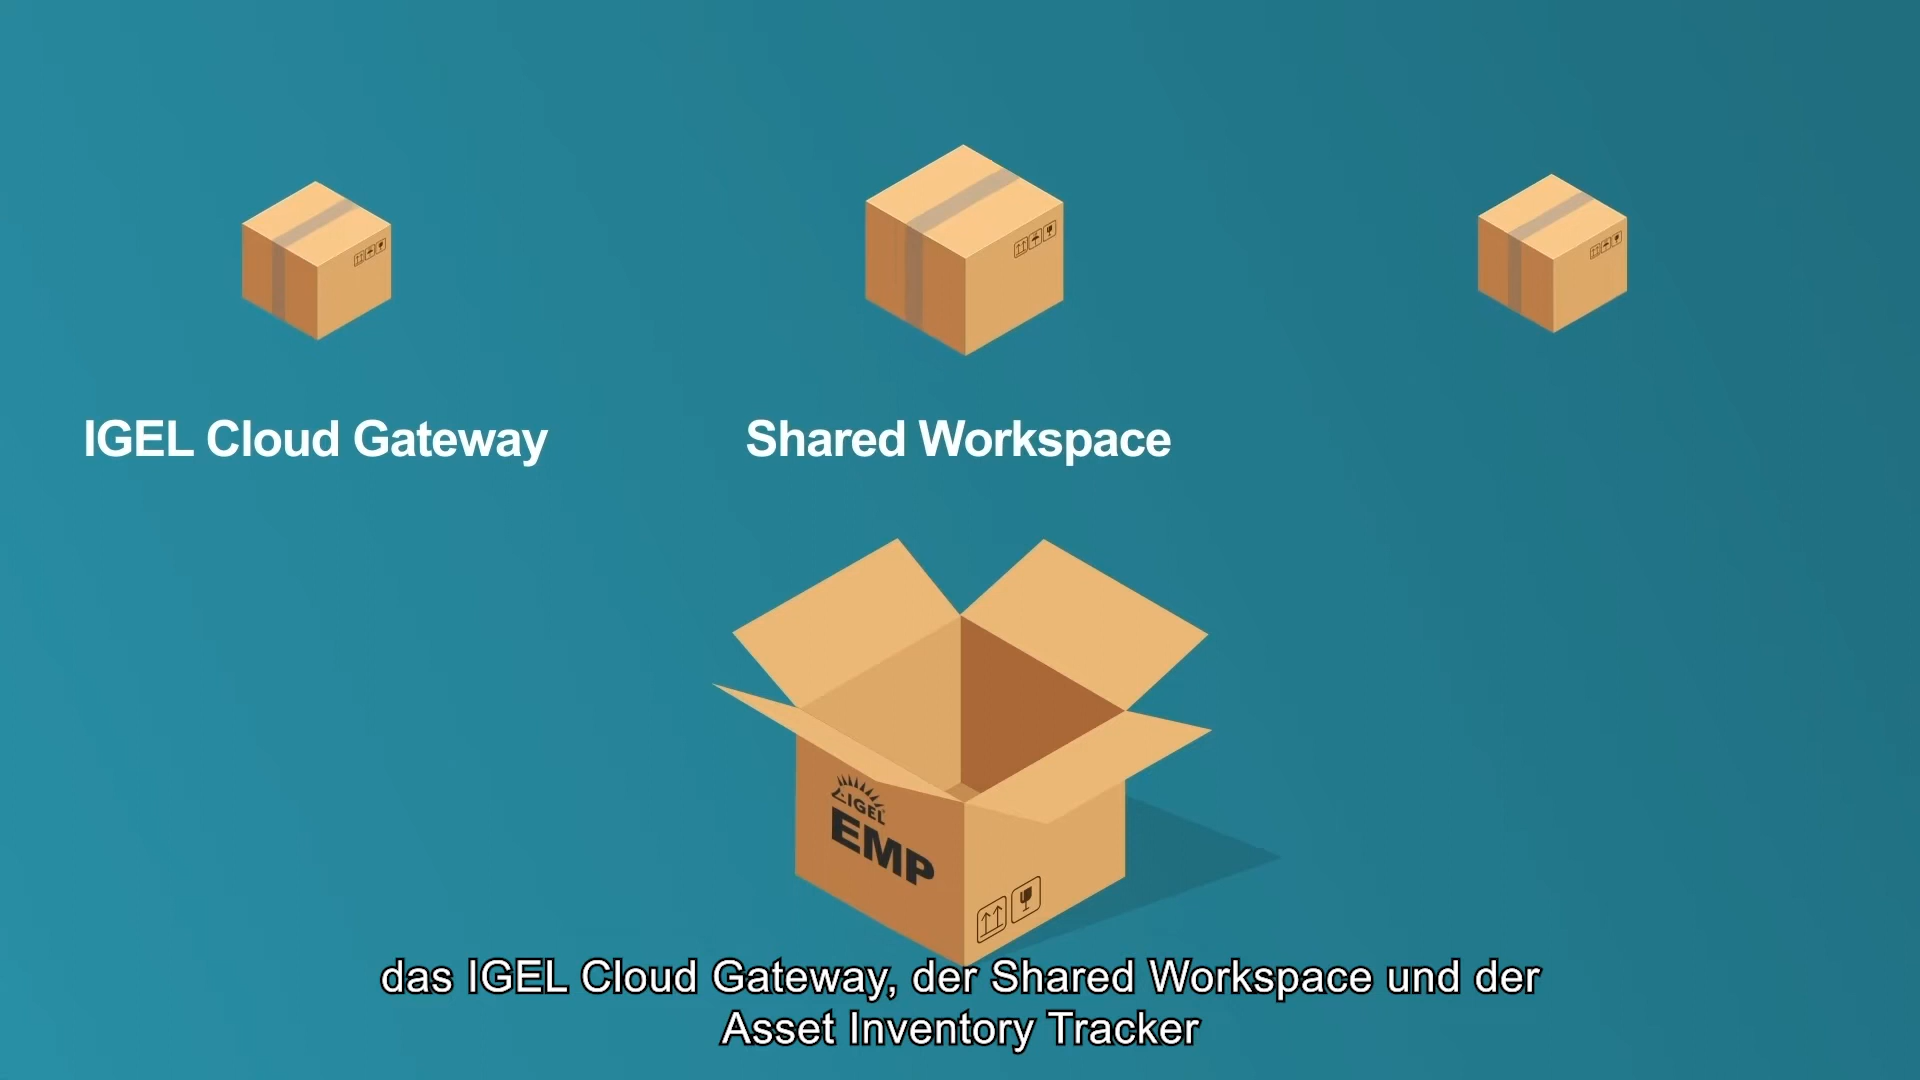 IGEL Cloud Gateway
Shared Workspace
IGEL
EMP
das IGEL Cloud Gateway, der Shared Workspace und der
Asset Inventory Tracker